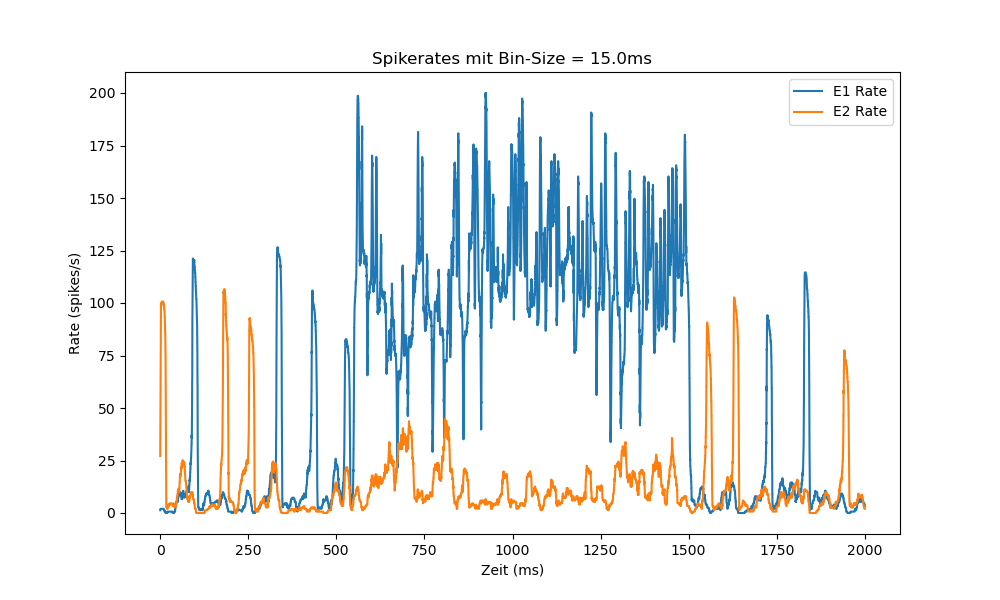 Spikerates mit Bin-Size = 15.0ms
E1 Rate
E2 Rate
Rate (spikes/s)
200
175
150
125
100
75
50
25
0
0 250 500 750 1000 1250 1500 1750 2000
Zeit (ms)